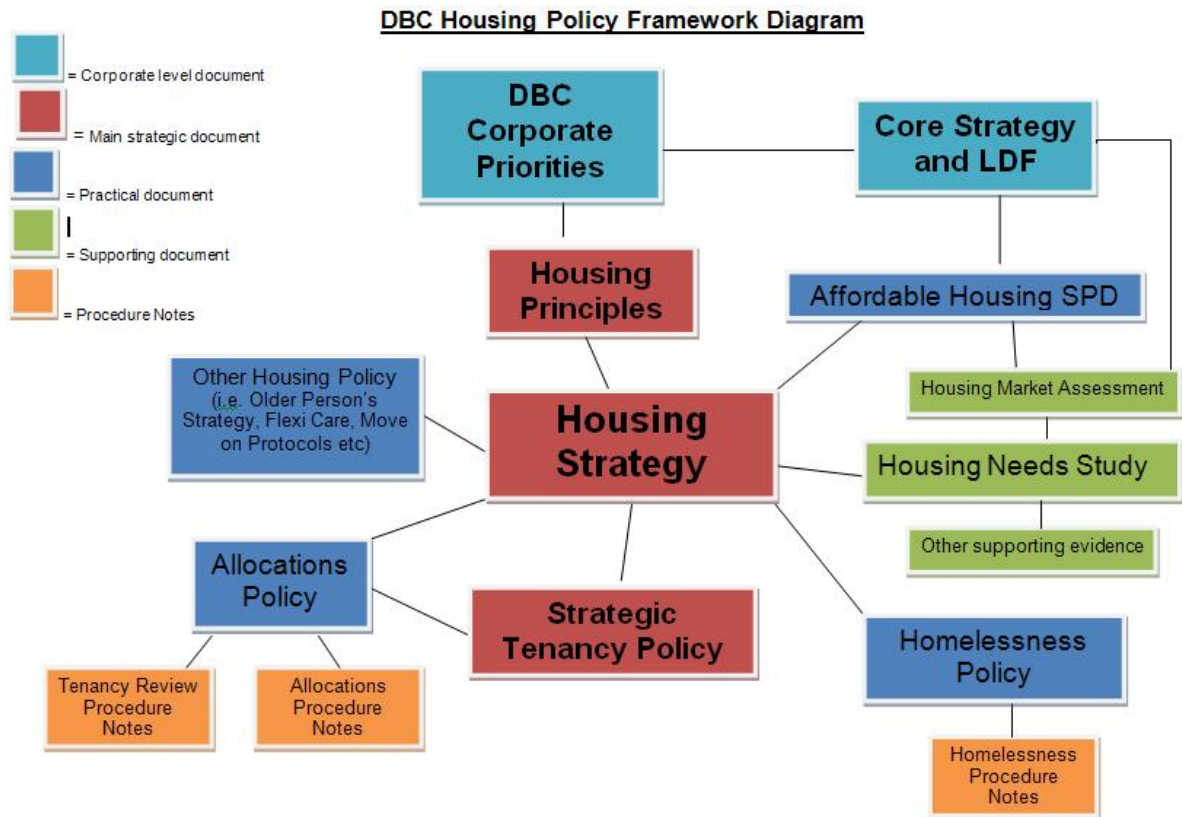 DBC Housing Policy Framework Diagram
= Corporate level document
= Main strategic document
= Practical document
= Supporting document
= Procedure Notes
DBC
Corporate
Priorities
Core Strategy
and LDF
Housing
Principles
Affordable Housing SPD
Other Housing Policy
(i.e. Older Person's
Strategy, Flexi Care, Move
on Protocols etc)
Housing
Strategy
Housing Market Assessment
Housing Needs Study
Other supporting evidence
Allocations
Policy
Strategic
Tenancy Policy
Homelessness
Policy
Tenancy Review
Procedure
Notes
Allocations
Procedure
Notes
Homelessness
Procedure
Notes